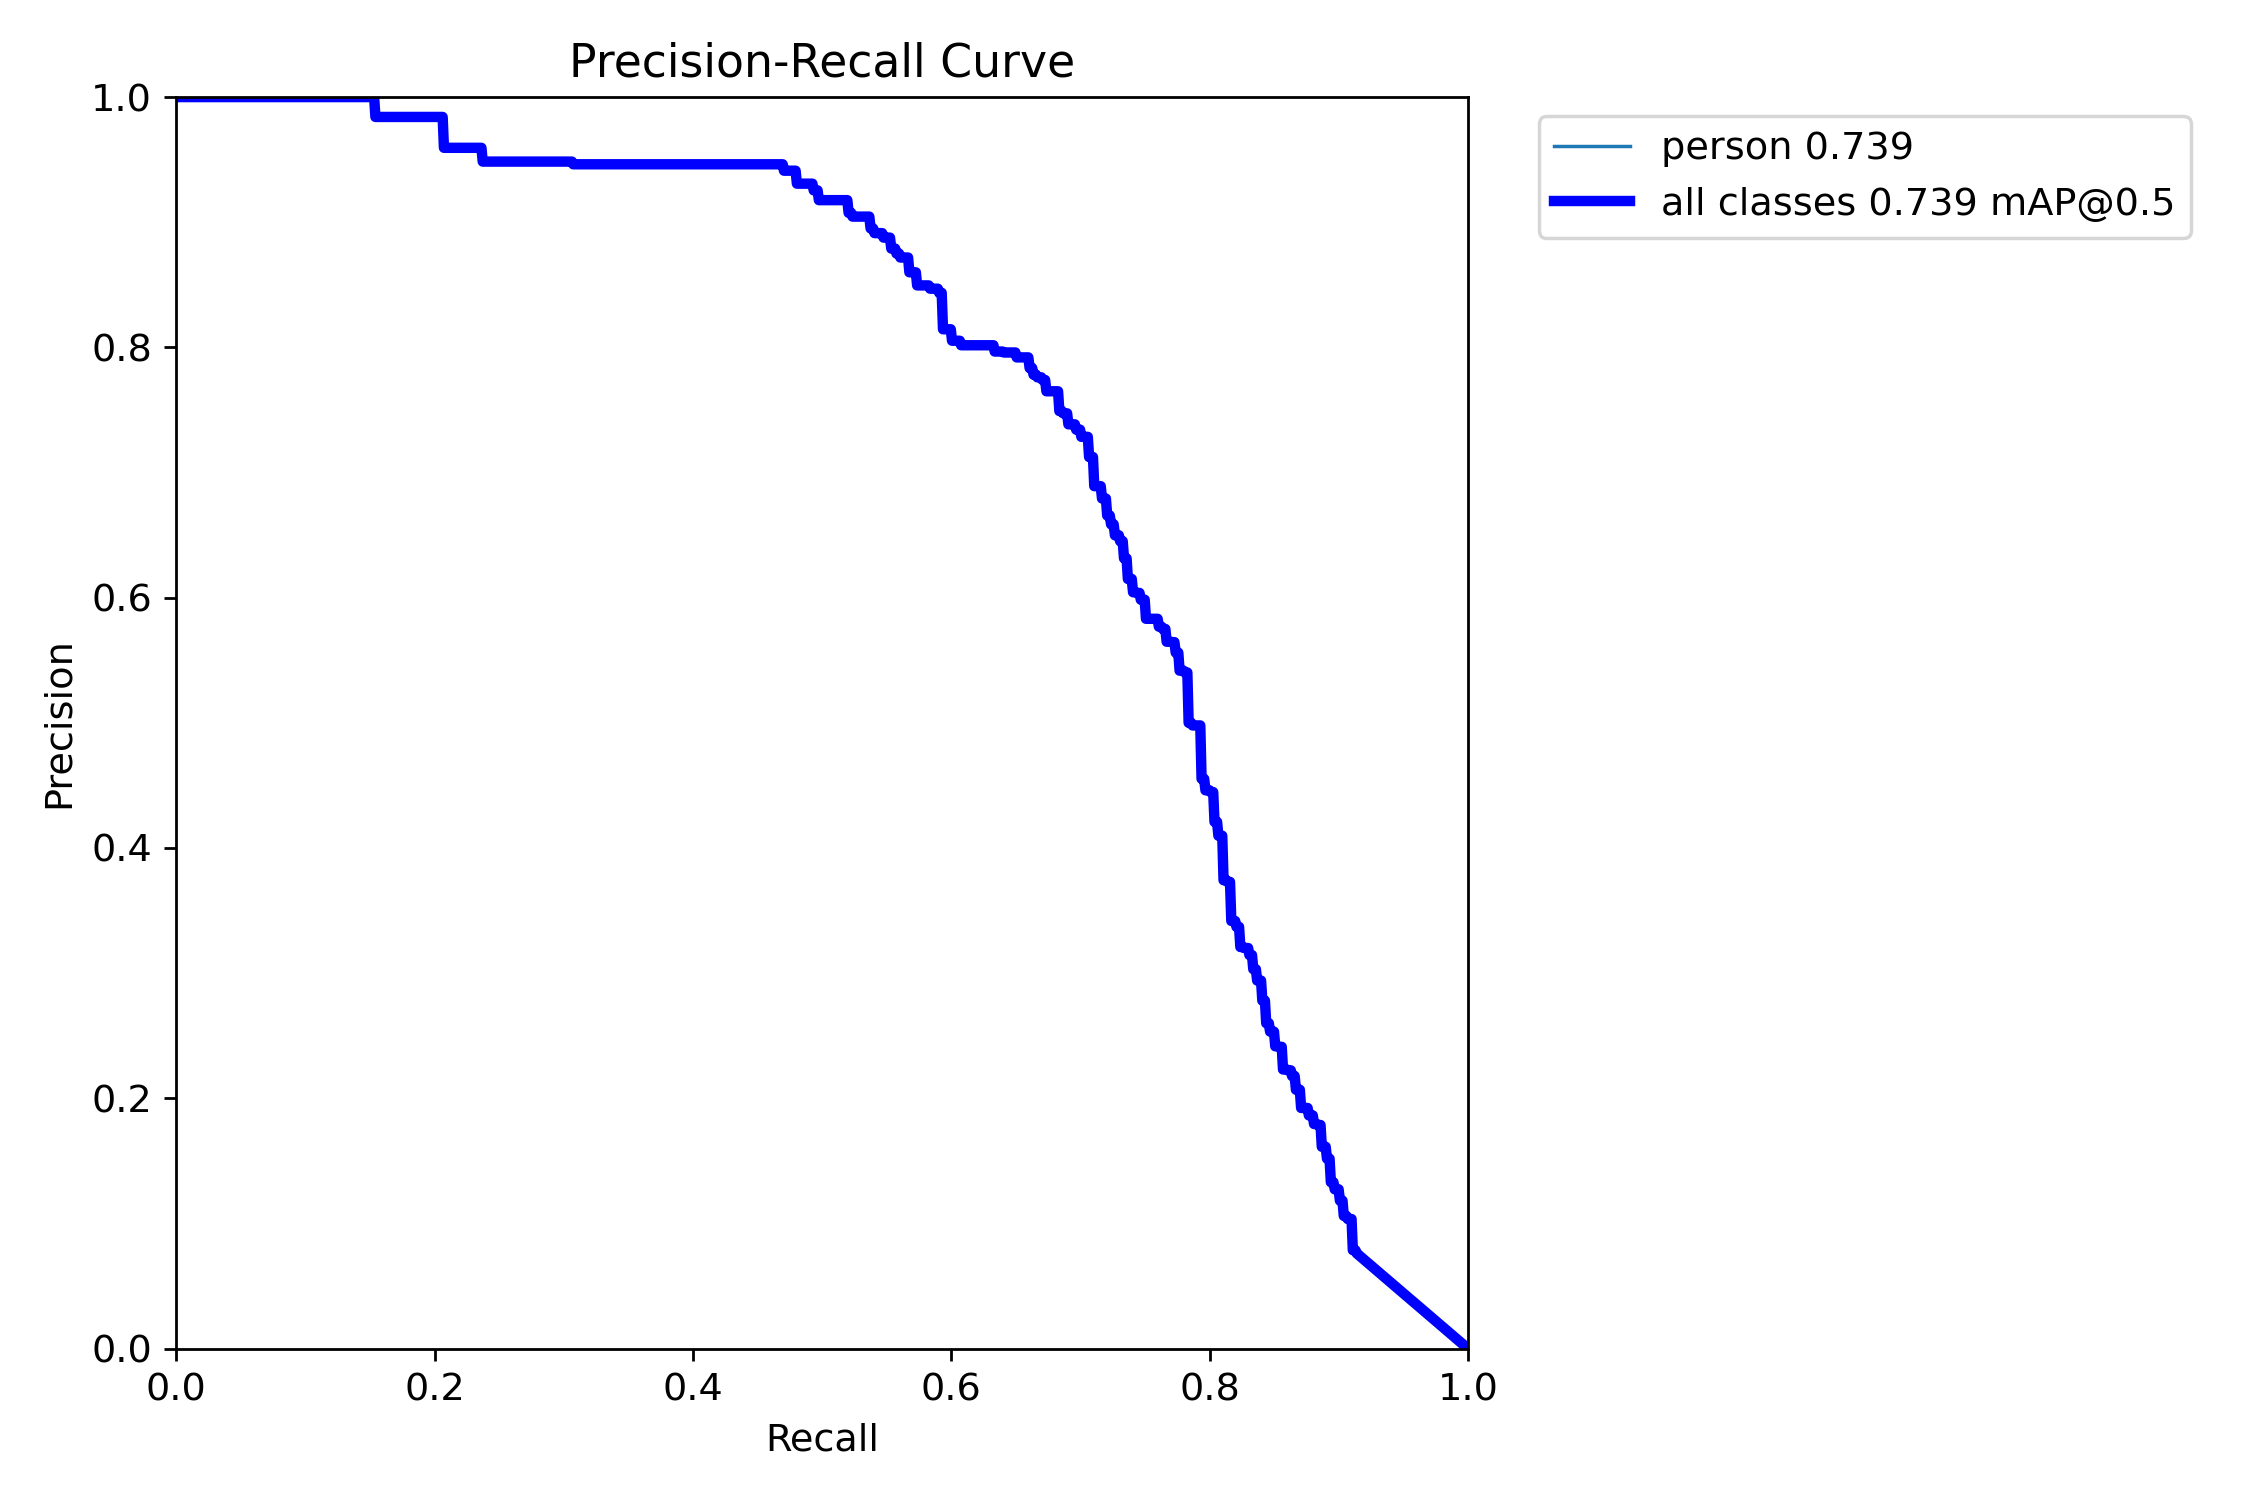 Precision-Recall Curve
1.0
0.8
0.6
0.4
0.2
0.0
Precision
0.0 0.2 0.4 0.6 0.8 1.0
Recall
person 0.739
all classes 0.739 mAP@0.5